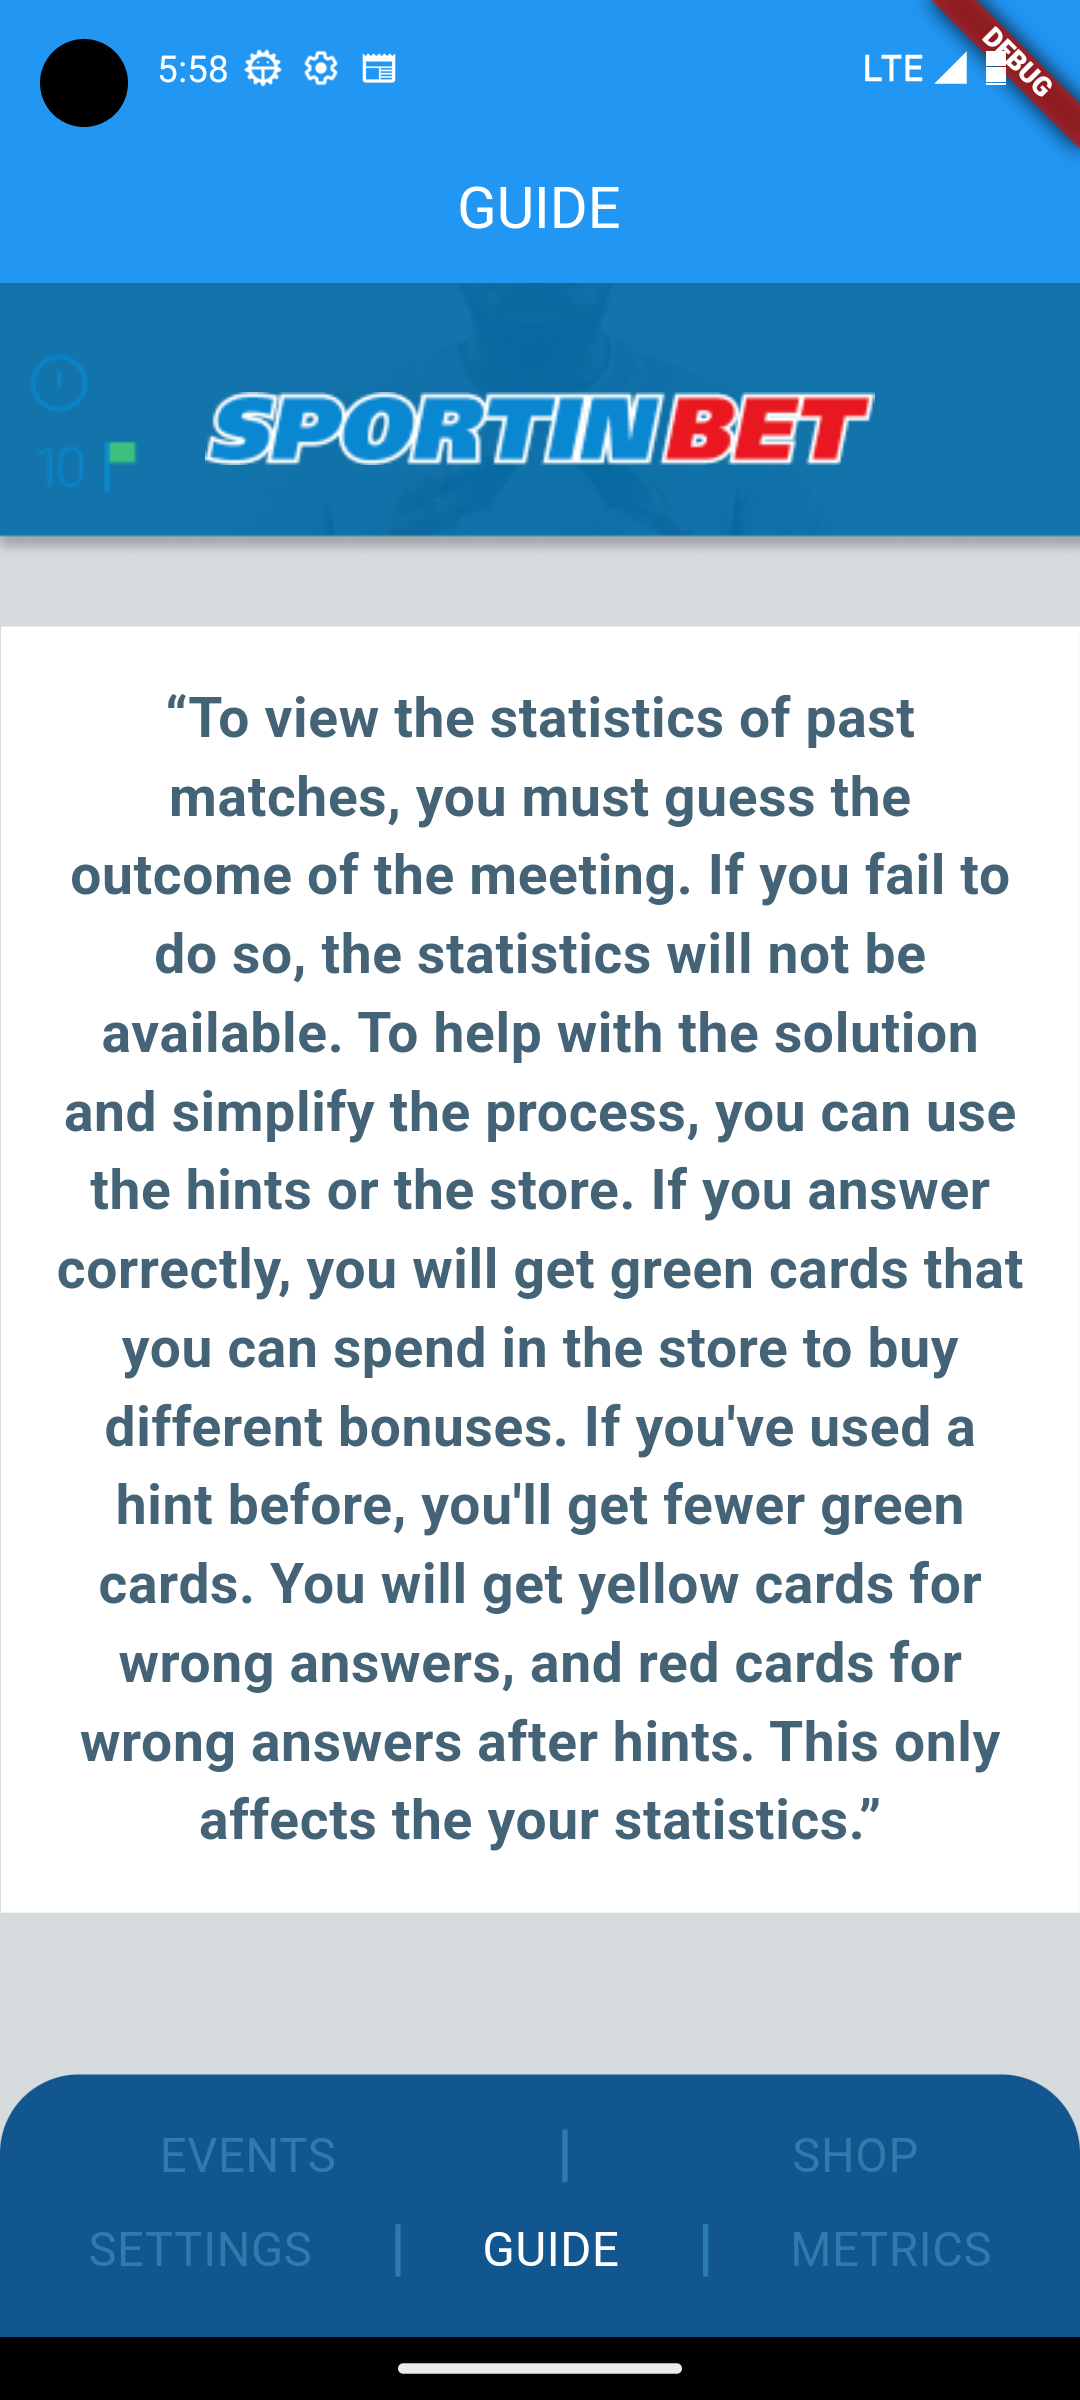 5:58
LTE
DEBUG
GUIDE
SPORTINBET
10
“To view the statistics of past
matches, you must guess the
outcome of the meeting. If you fail to
do so, the statistics will not be
available. To help with the solution
and simplify the process, you can use
the hints or the store. If you answer
correctly, you will get green cards that
you can spend in the store to buy
different bonuses. If you've used a
hint before, you'll get fewer green
cards. You will get yellow cards for
wrong answers, and red cards for
wrong answers after hints. This only
affects the your statistics.”
EVENTS | SHOP
SETTINGS | GUIDE | METRICS